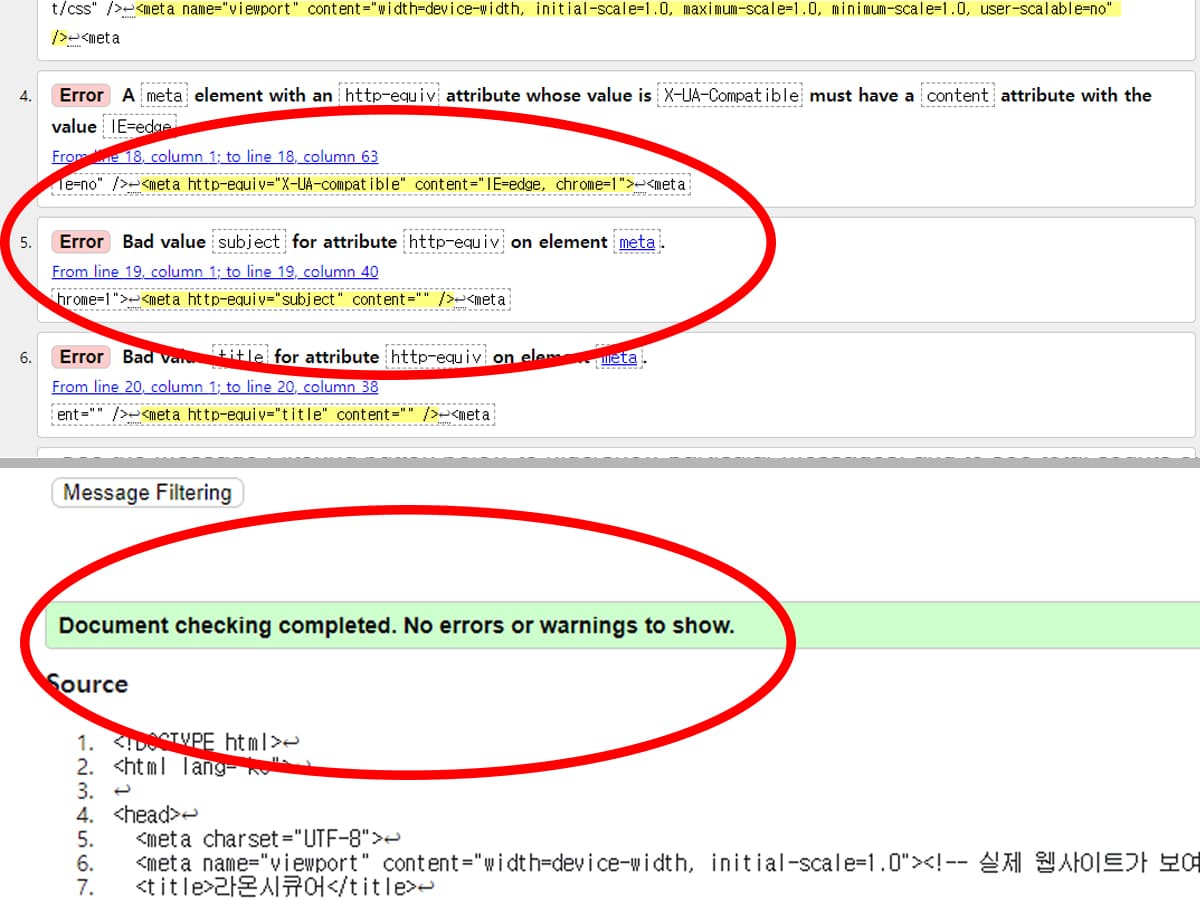 t/css" />↩<meta name="viewport" content="width=device-width, initial-scale=1.0, maximum-scale=1.0, minimum-scale=1.0, user-scalable=no"
/>↩<meta
4. Error A meta element with an http-equiv attribute whose value is X-UA-Compatible must have a content attribute with the
value IE=edge
From line 18, column 1; to line 18, column 63
le=no" />↩<meta http-equiv="X-UA-compatible" content="IE=edge, chrome=1">↩<meta
5. Error Bad value subject for attribute http-equiv on element meta.
From line 19, column 1; to line 19, column 40
hrome=1">↩<meta http-equiv="subject" content="" />↩<meta
6. Error Bad value title for attribute http-equiv on element meta.
From line 20, column 1; to line 20, column 38
ent="" />↩<meta http-equiv="title" content="" />↩<meta
Message Filtering
Document checking completed. No errors or warnings to show.
Source
1. <!DOCTYPE html>↩
2. <html lang="ko">↩
3. ↩
4. <head>↩
5. <meta charset="UTF-8">↩
6. <meta name="viewport" content="width=device-width, initial-scale=1.0"><!-- 실제 웹사이트가 보여
7. <title>라온시큐어</title>↩